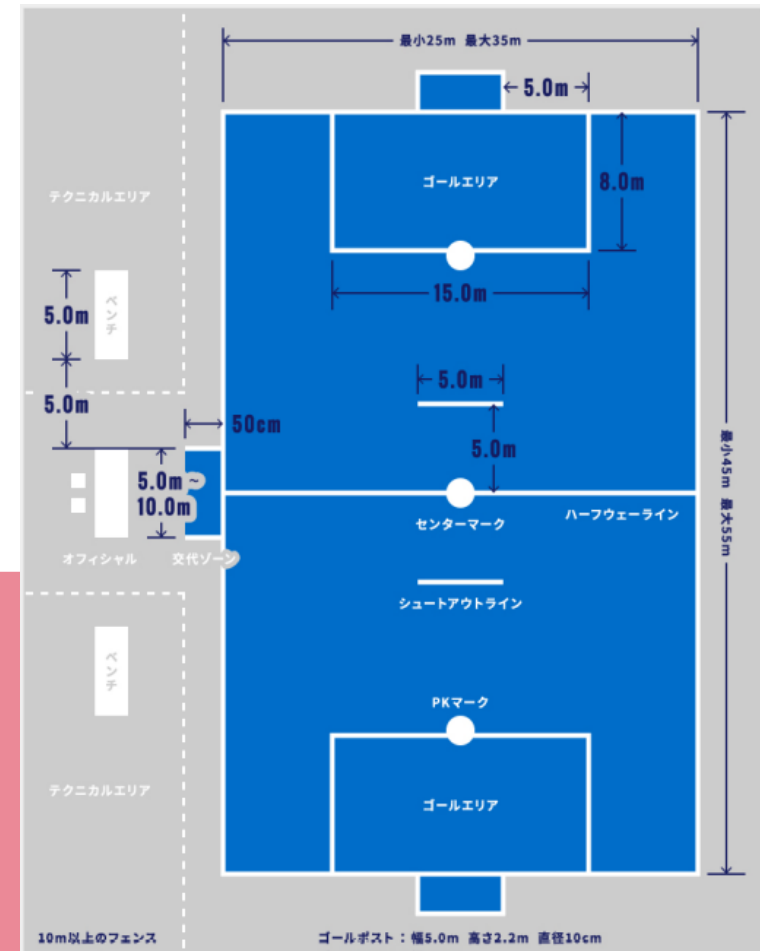 最小25m 最大35m
5.0m
ゴールエリア
8.0m
テクニカルエリア
15.0m
ベンチ
5.0m
5.0m
5.0m
50cm
5.0m
5.0m～
10.0m
センターマーク
ハーフウェーライン
最小45m 最大55m
オフィシャル
交代ゾーン
シュートアウトライン
ベンチ
PKマーク
テクニカルエリア
ゴールエリア
10m以上のフェンス
ゴールポスト：幅5.0m 高さ2.2m 直径10cm